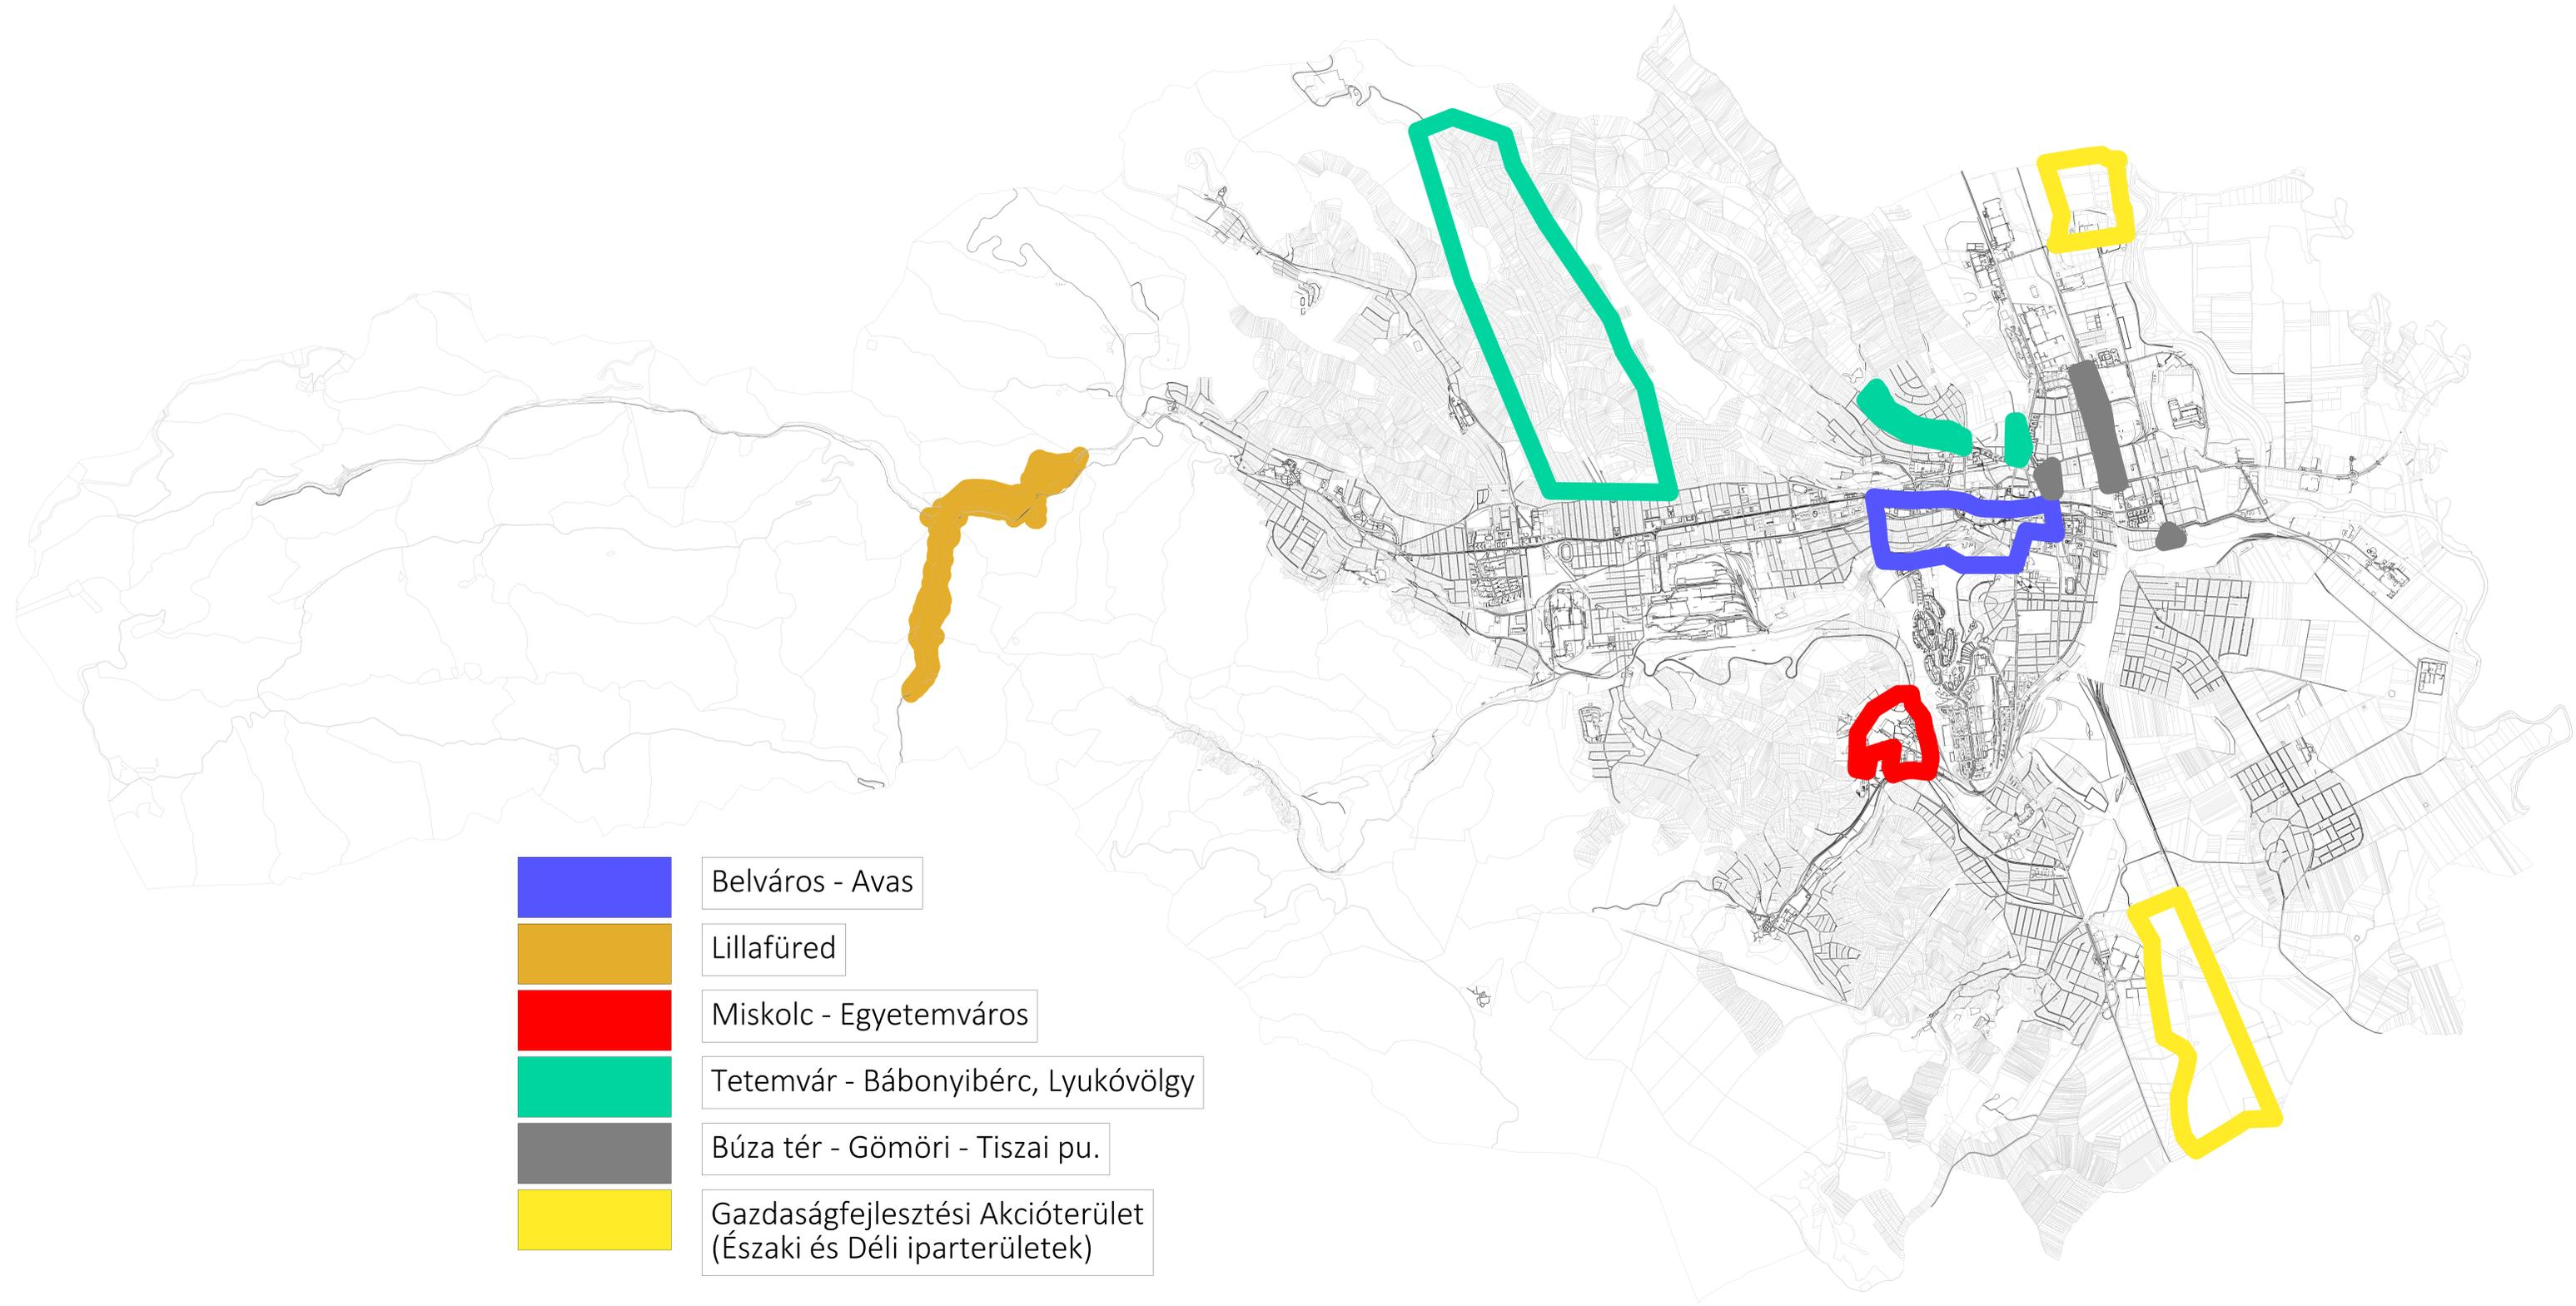 Belváros - Avas
Lillafüred
Miskolc - Egyetemváros
Tetemvár - Bábonyibérc, Lyukóvölgy
Búza tér - Gömöri - Tiszai pu.
Gazdaságfejlesztési Akcióterület
(Északi és Déli iparterületek)